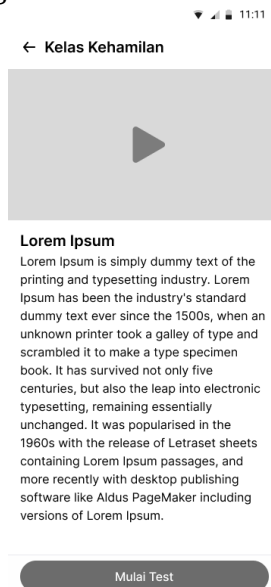 11:11
← Kelas Kehamilan
Lorem Ipsum
Lorem Ipsum is simply dummy text of the
printing and typesetting industry. Lorem
Ipsum has been the industry's standard
dummy text ever since the 1500s, when an
unknown printer took a galley of type and
scrambled it to make a type specimen
book. It has survived not only five
centuries, but also the leap into electronic
typesetting, remaining essentially
unchanged. It was popularised in the
1960s with the release of Letraset sheets
containing Lorem Ipsum passages, and
more recently with desktop publishing
software like Aldus PageMaker including
versions of Lorem Ipsum.
Mulai Test